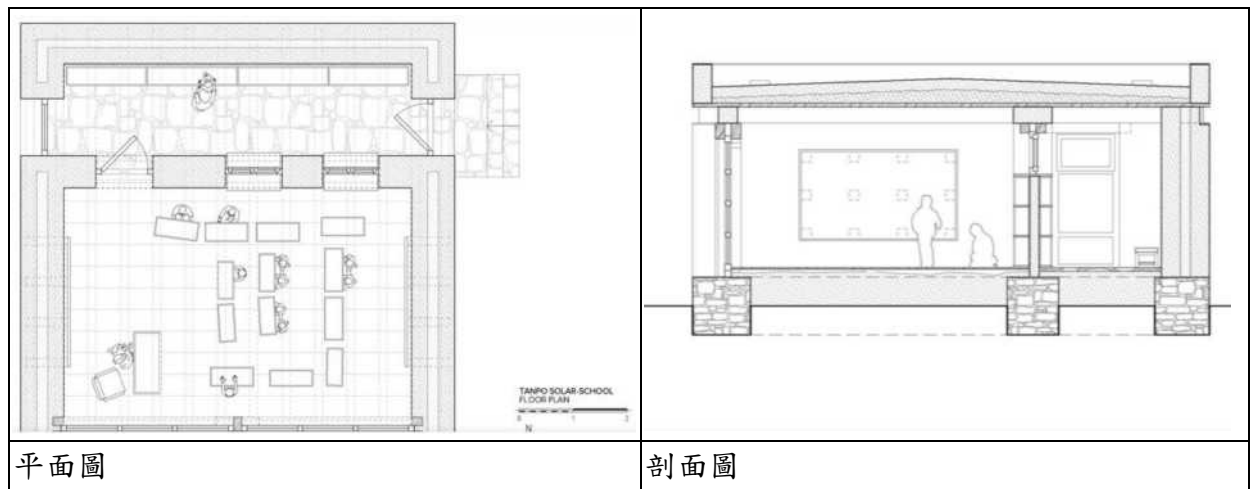 TANPO SOLAR-SCHOOL
FLOOR PLAN
0 1 2
N
平面圖
剖面圖